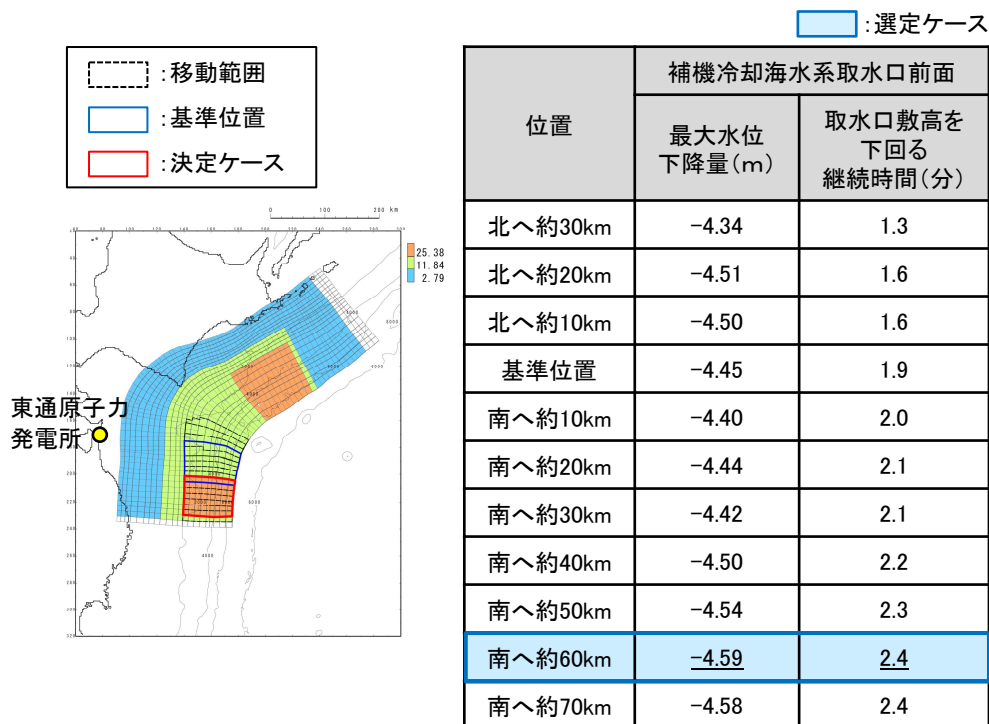 :選定ケース
:移動範囲
:基準位置
:決定ケース
0 100 200 km
25.38
11.84
2.79
東通原子力
発電所
位置
補機冷却海水系取水口前面
最大水位
下降量(m)
取水口敷高を
下回る
継続時間(分)
北へ約30km -4.34 1.3
北へ約20km -4.51 1.6
北へ約10km -4.50 1.6
基準位置 -4.45 1.9
南へ約10km -4.40 2.0
南へ約20km -4.44 2.1
南へ約30km -4.42 2.1
南へ約40km -4.50 2.2
南へ約50km -4.54 2.3
南へ約60km -4.59 2.4
南へ約70km -4.58 2.4